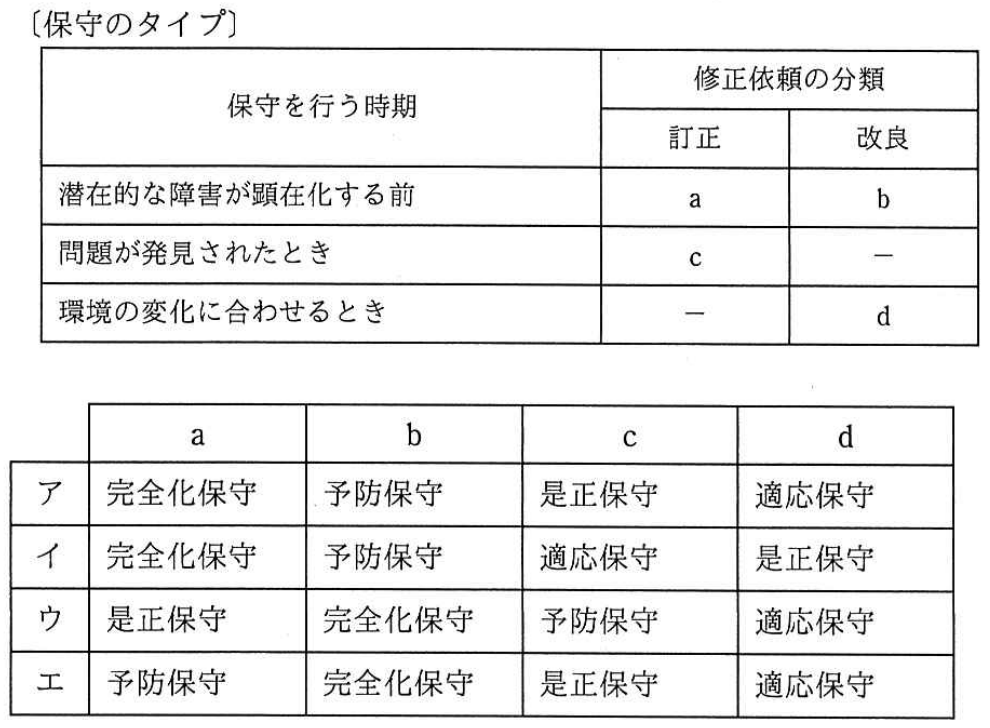 〔保守のタイプ〕
保守を行う時期 修正依頼の分類
訂正 改良
潜在的な障害が顕在化する前 a b
問題が発見されたとき c －
環境の変化に合わせるとき － d
a b c d
ア 完全化保守 予防保守 是正保守 適応保守
イ 完全化保守 予防保守 適応保守 是正保守
ウ 是正保守 完全化保守 予防保守 適応保守
エ 予防保守 完全化保守 是正保守 適応保守